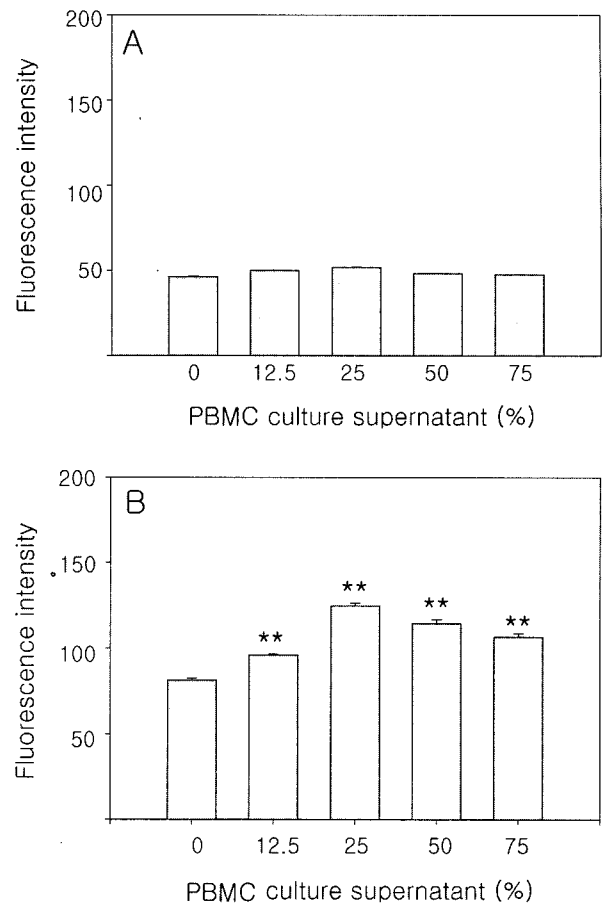 A
Fluorescence intensity
200
150
100
50
0 12.5 25 50 75
PBMC culture supernatant (%)
B
Fluorescence intensity
200
150
100
50
** ** ** **
0 12.5 25 50 75
PBMC culture supernatant (%)